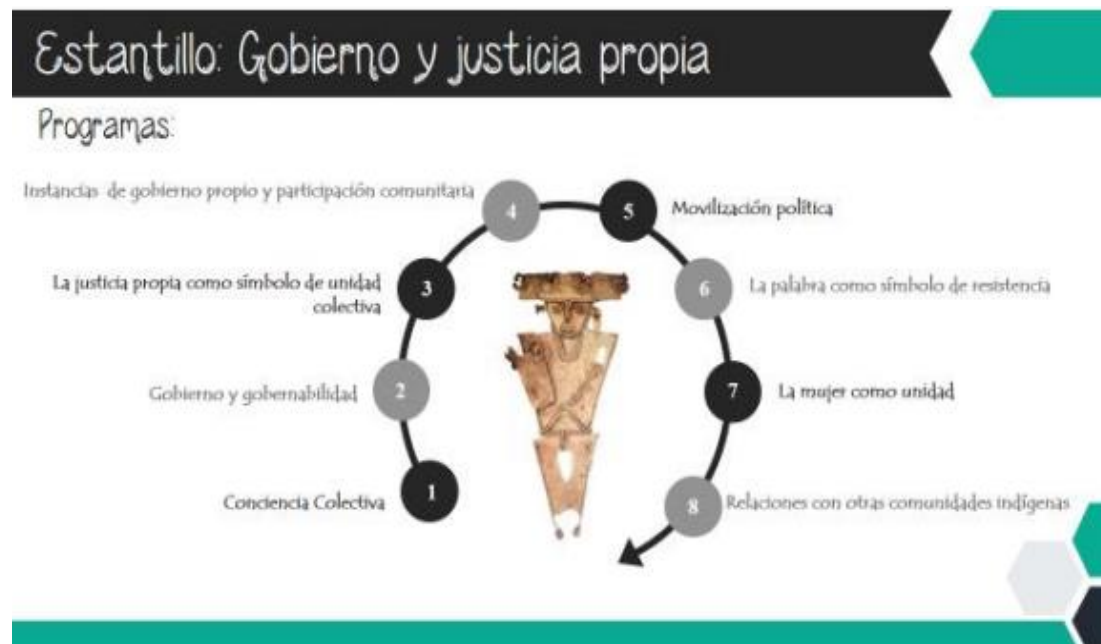 Estantillo: Gobierno y justicia propia
Programas:
Instancias de gobierno propio y participación comunitaria
4
5
Movilización política
La justicia propia como símbolo de unidad
colectiva
3
6
La palabra como símbolo de resistencia
Gobierno y gobernabilidad
2
7
La mujer como unidad
Conciencia Colectiva
1
8
Relaciones con otras comunidades indígenas